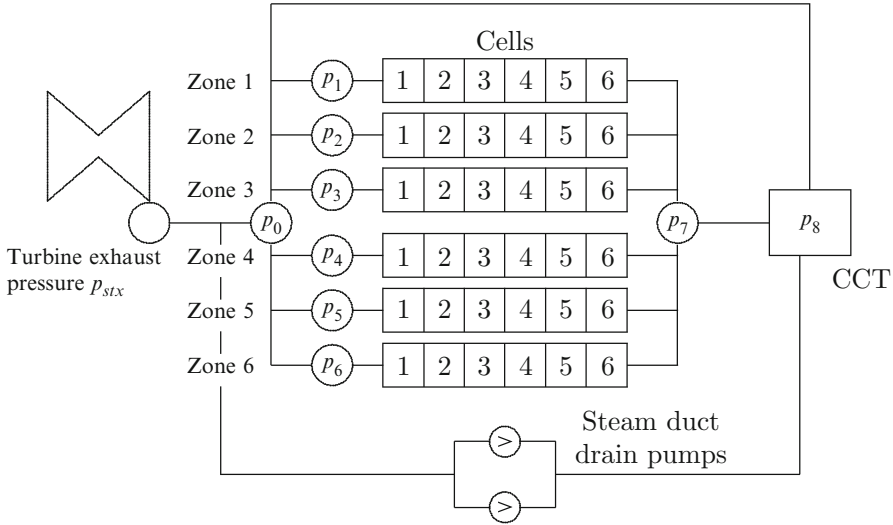 Cells
Zone 1 p1 1 2 3 4 5 6
Zone 2 p2 1 2 3 4 5 6
Zone 3 p3 1 2 3 4 5 6
p0 p7 p8
Zone 4 p4 1 2 3 4 5 6
Turbine exhaust
pressure pstx
CCT
Zone 5 p5 1 2 3 4 5 6
Zone 6 p6 1 2 3 4 5 6
>
Steam duct
drain pumps
>